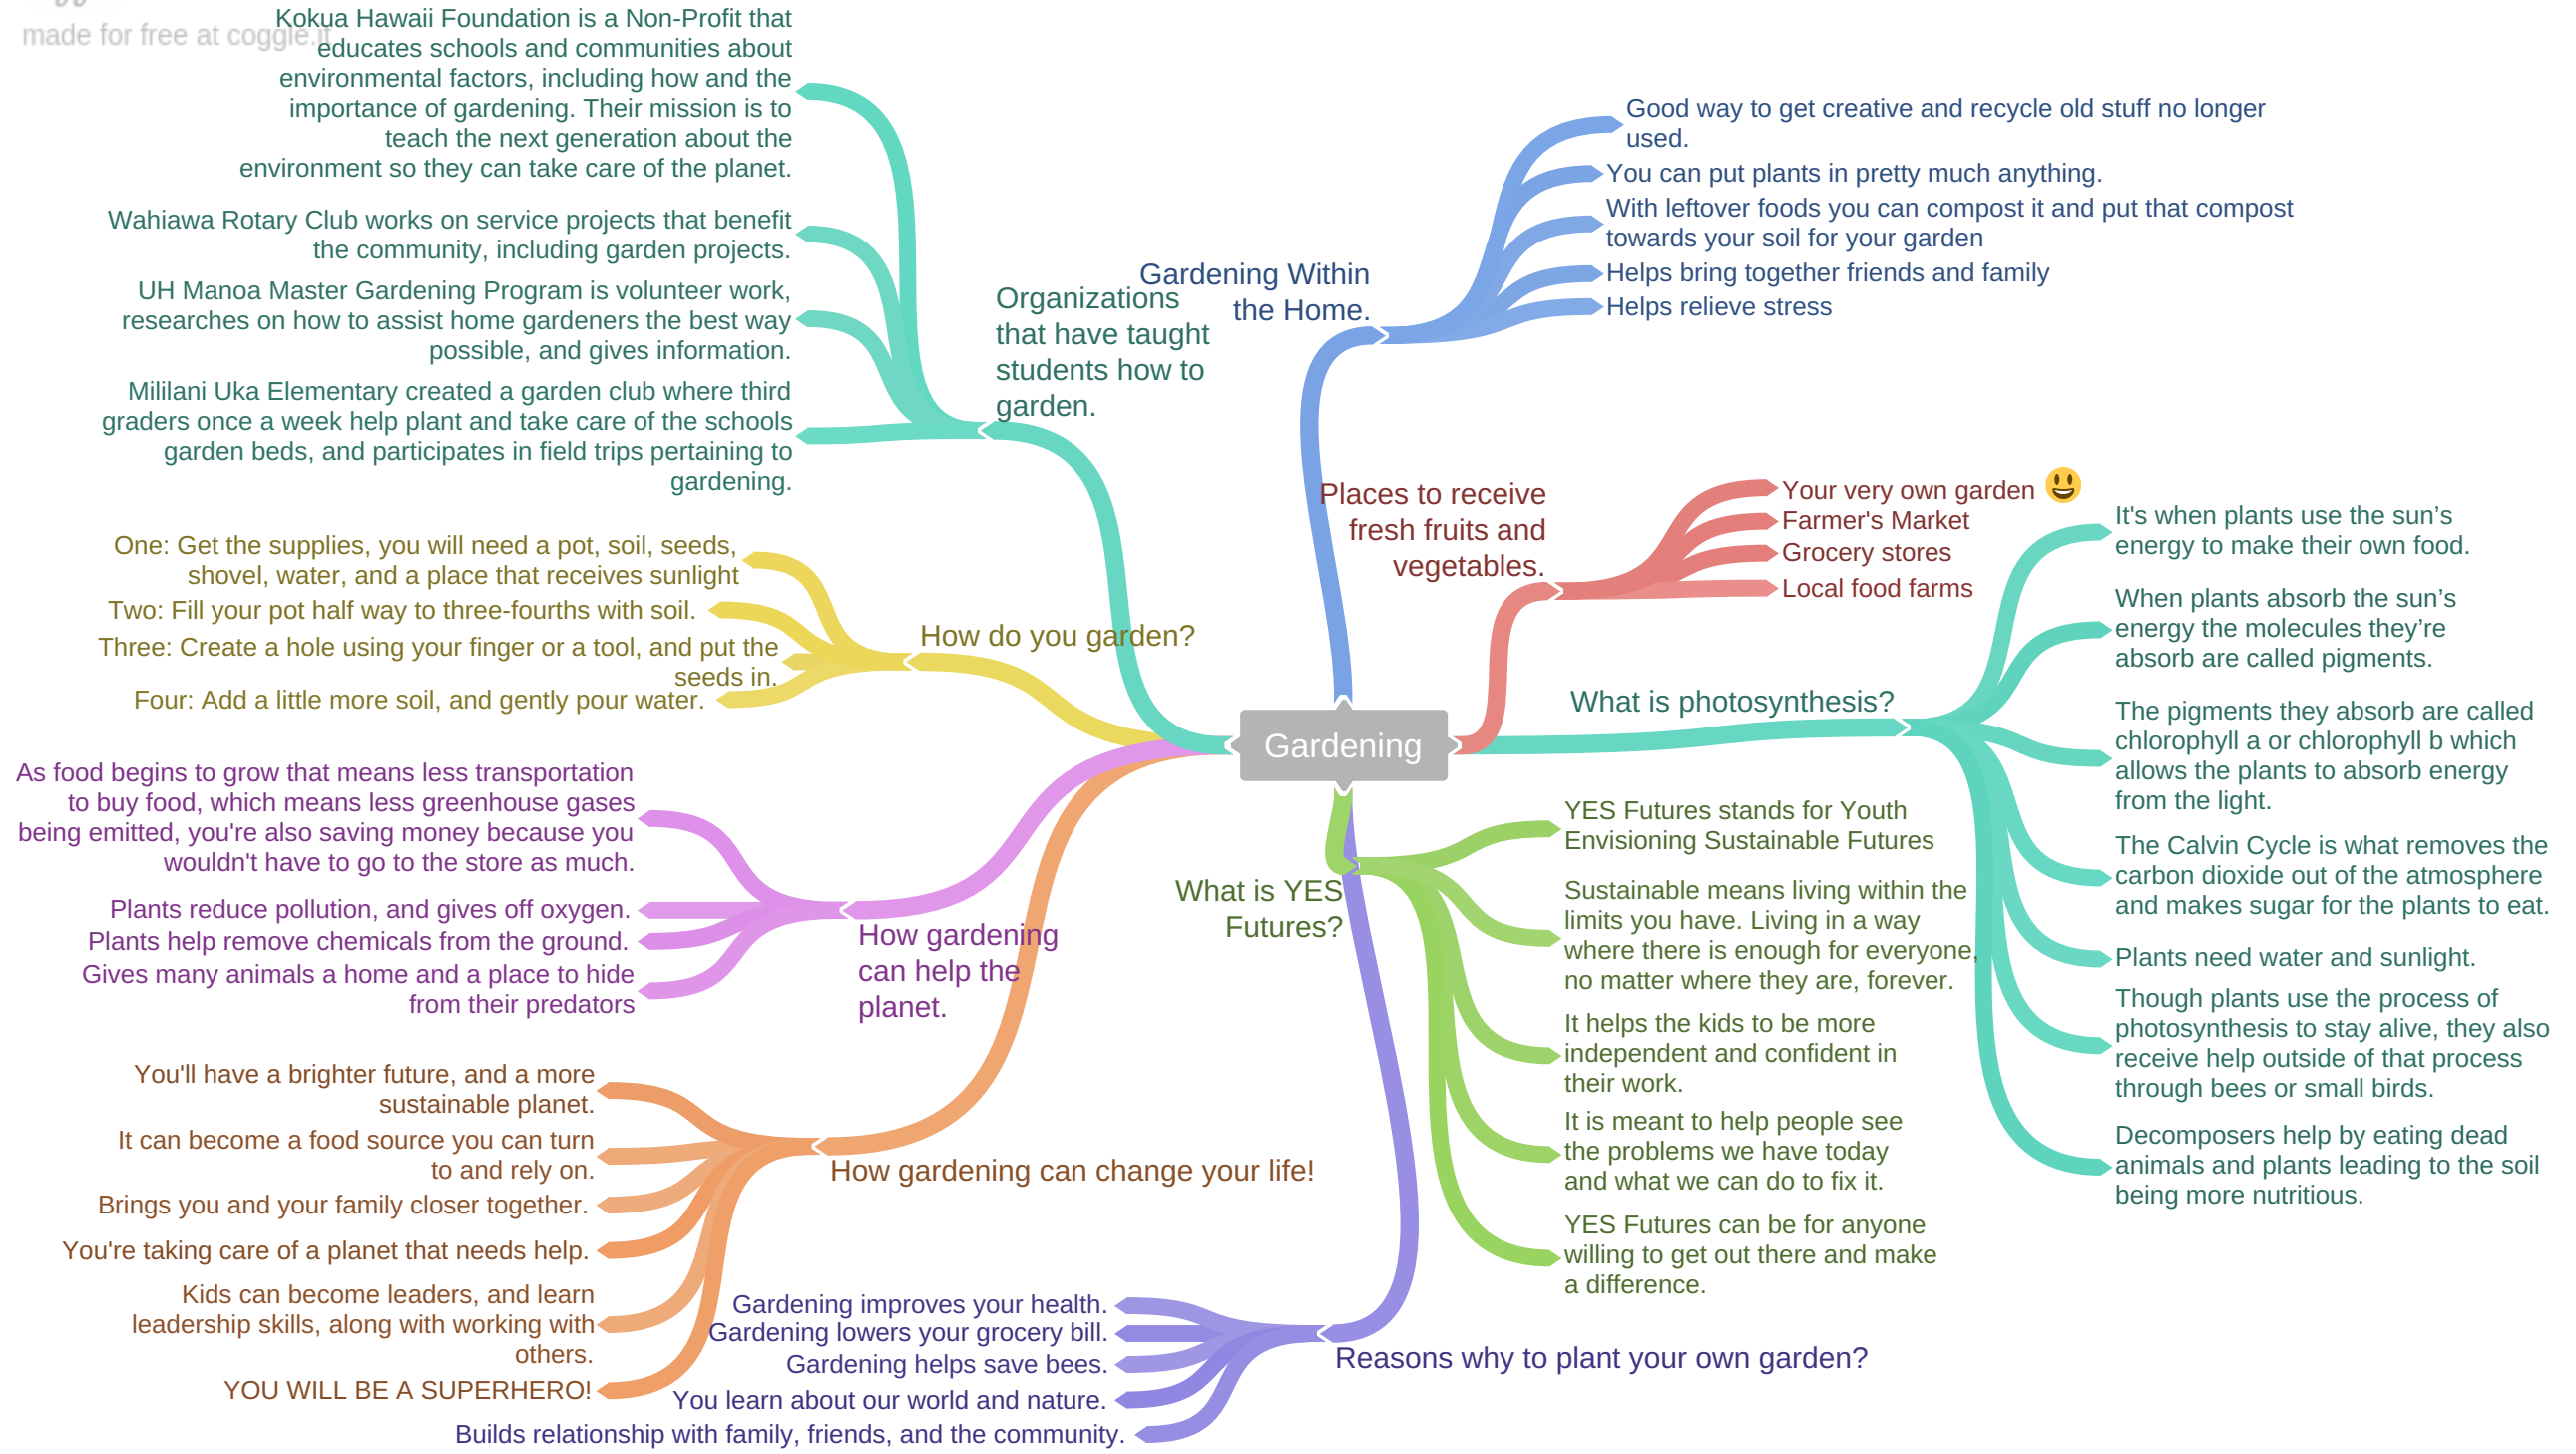 made for free at coggle.it
Kokua Hawaii Foundation is a Non-Profit that
educates schools and communities about
environmental factors, including how and the
importance of gardening. Their mission is to
teach the next generation about the
environment so they can take care of the planet.
Wahiawa Rotary Club works on service projects that benefit
the community, including garden projects.
UH Manoa Master Gardening Program is volunteer work,
researches on how to assist home gardeners the best way
possible, and gives information.
Mililani Uka Elementary created a garden club where third
graders once a week help plant and take care of the schools
garden beds, and participates in field trips pertaining to
gardening.
Organizations
that have taught
students how to
garden.
Gardening Within
the Home.
Good way to get creative and recycle old stuff no longer
used.
You can put plants in pretty much anything.
With leftover foods you can compost it and put that compost
towards your soil for your garden
Helps bring together friends and family
Helps relieve stress
Places to receive
fresh fruits and
vegetables.
Your very own garden
Farmer's Market
Grocery stores
Local food farms
One: Get the supplies, you will need a pot, soil, seeds,
shovel, water, and a place that receives sunlight
Two: Fill your pot half way to three-fourths with soil.
Three: Create a hole using your finger or a tool, and put the
seeds in.
Four: Add a little more soil, and gently pour water.
How do you garden?
Gardening
What is photosynthesis?
It's when plants use the sun’s
energy to make their own food.
When plants absorb the sun’s
energy the molecules they’re
absorb are called pigments.
The pigments they absorb are called
chlorophyll a or chlorophyll b which
allows the plants to absorb energy
from the light.
The Calvin Cycle is what removes the
carbon dioxide out of the atmosphere
and makes sugar for the plants to eat.
Plants need water and sunlight.
Though plants use the process of
photosynthesis to stay alive, they also
receive help outside of that process
through bees or small birds.
Decomposers help by eating dead
animals and plants leading to the soil
being more nutritious.
As food begins to grow that means less transportation
to buy food, which means less greenhouse gases
being emitted, you're also saving money because you
wouldn't have to go to the store as much.
Plants reduce pollution, and gives off oxygen.
Plants help remove chemicals from the ground.
Gives many animals a home and a place to hide
from their predators
How gardening
can help the
planet.
What is YES
Futures?
YES Futures stands for Youth
Envisioning Sustainable Futures
Sustainable means living within the
limits you have. Living in a way
where there is enough for everyone,
no matter where they are, forever.
It helps the kids to be more
independent and confident in
their work.
It is meant to help people see
the problems we have today
and what we can do to fix it.
YES Futures can be for anyone
willing to get out there and make
a difference.
You'll have a brighter future, and a more
sustainable planet.
It can become a food source you can turn
to and rely on.
Brings you and your family closer together.
You're taking care of a planet that needs help.
Kids can become leaders, and learn
leadership skills, along with working with
others.
YOU WILL BE A SUPERHERO!
How gardening can change your life!
Gardening improves your health.
Gardening lowers your grocery bill.
Gardening helps save bees.
You learn about our world and nature.
Builds relationship with family, friends, and the community.
Reasons why to plant your own garden?